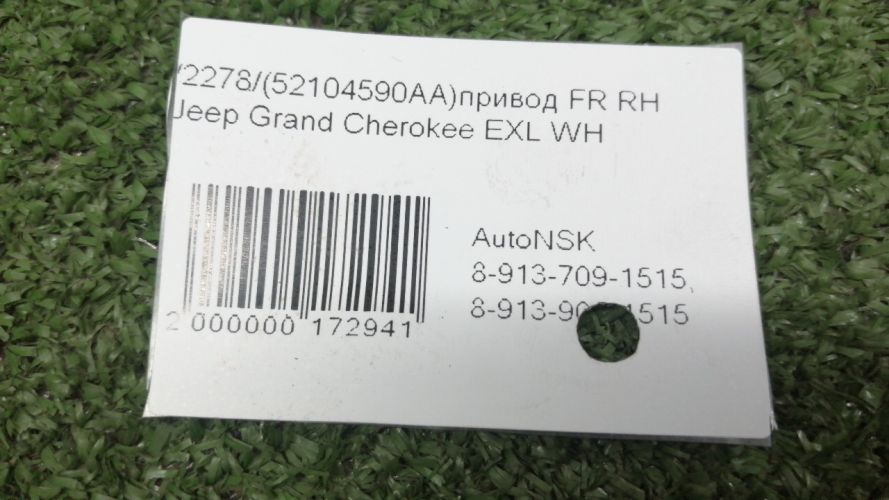 /2278/(52104590AA)привод FR RH
Jeep Grand Cherokee EXL WH
AutoNSK
8-913-709-1515,
2 000000 172941